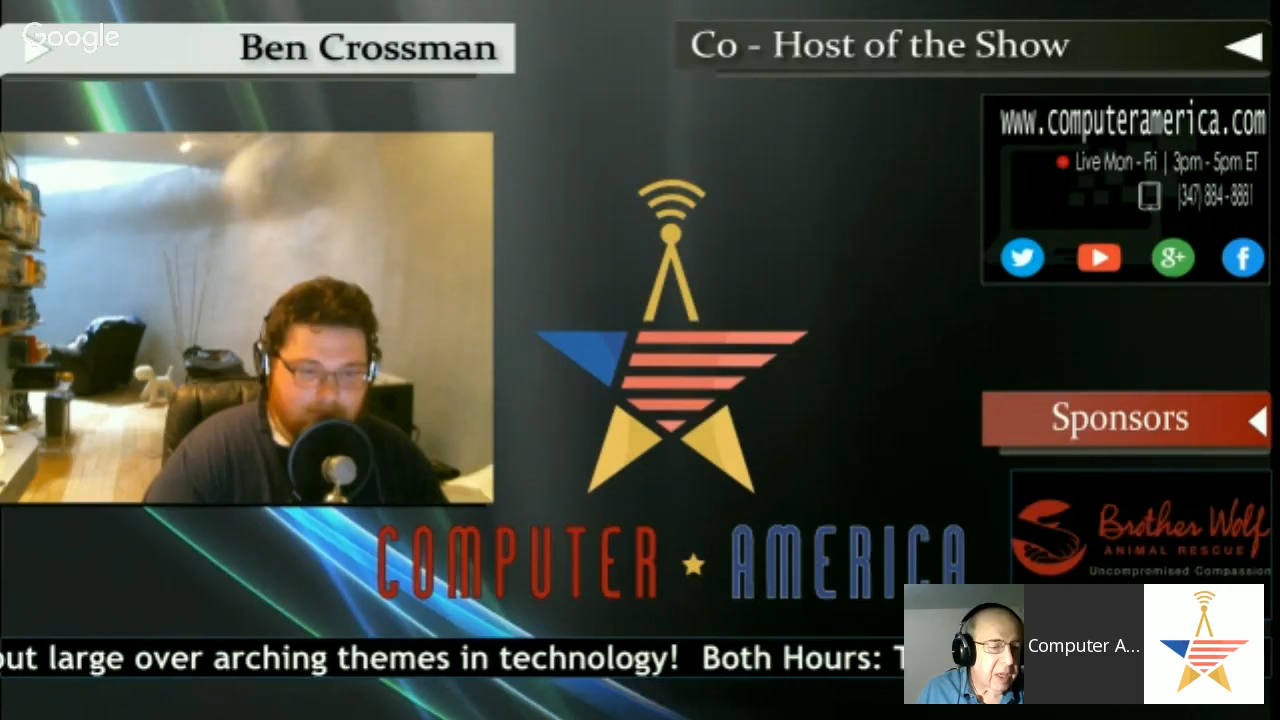 Google
Ben Crossman
Co - Host of the Show
www.computeramerica.com
Live Mon - Fri | 3pm - 5pm ET
(347) 884-8881
g+
f
Sponsors
Brother Wolf
ANIMAL RESCUE
Uncompromised Compassion
COMPUTER AMERICA
out large over arching themes in technology! Both Hours: T
Computer A...